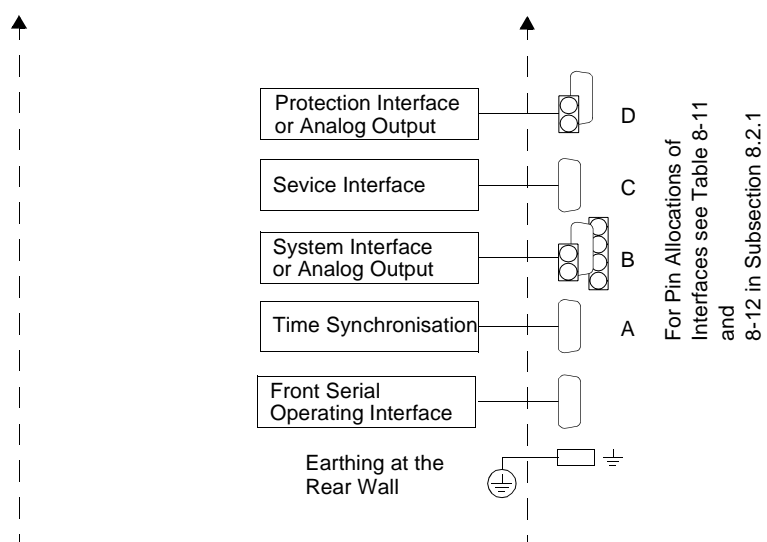 Protection Interface
or Analog Output
D
Sevice Interface
C
System Interface
or Analog Output
B
Time Synchronisation
A
Front Serial
Operating Interface
Earthing at the
Rear Wall
For Pin Allocations of
Interfaces see Table 8-11
and
8-12 in Subsection 8.2.1